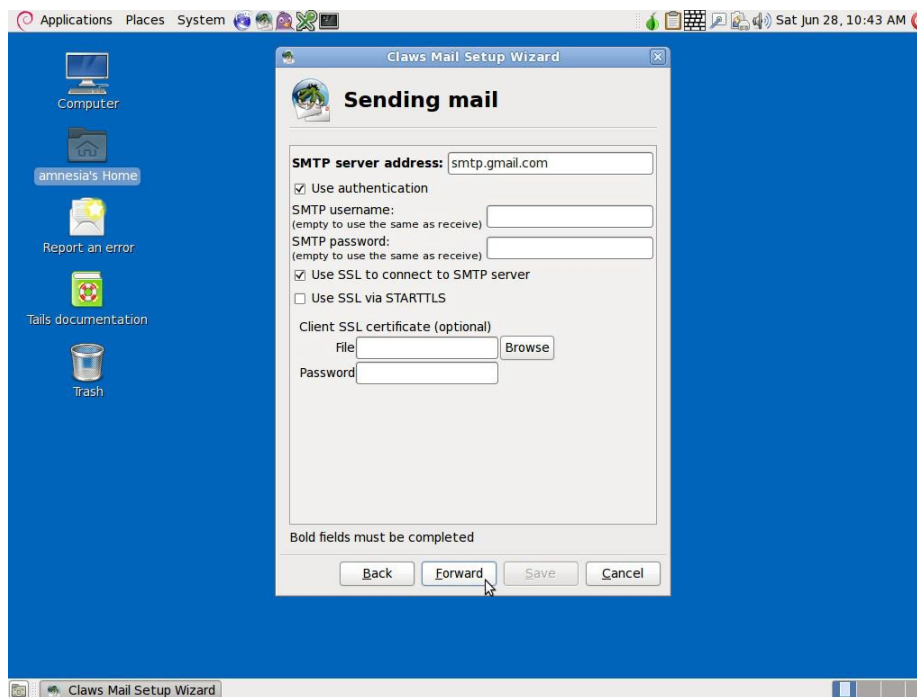 Applications Places System
Sat Jun 28, 10:43 AM
Computer
amnesia's Home
Report an error
Tails documentation
Trash
Claws Mail Setup Wizard
Sending mail
SMTP server address: smtp.gmail.com
Use authentication
SMTP username:
(empty to use the same as receive)
SMTP password:
(empty to use the same as receive)
Use SSL to connect to SMTP server
Use SSL via STARTTLS
Client SSL certificate (optional)
File Browse
Password
Bold fields must be completed
Back Forward Save Cancel
Claws Mail Setup Wizard